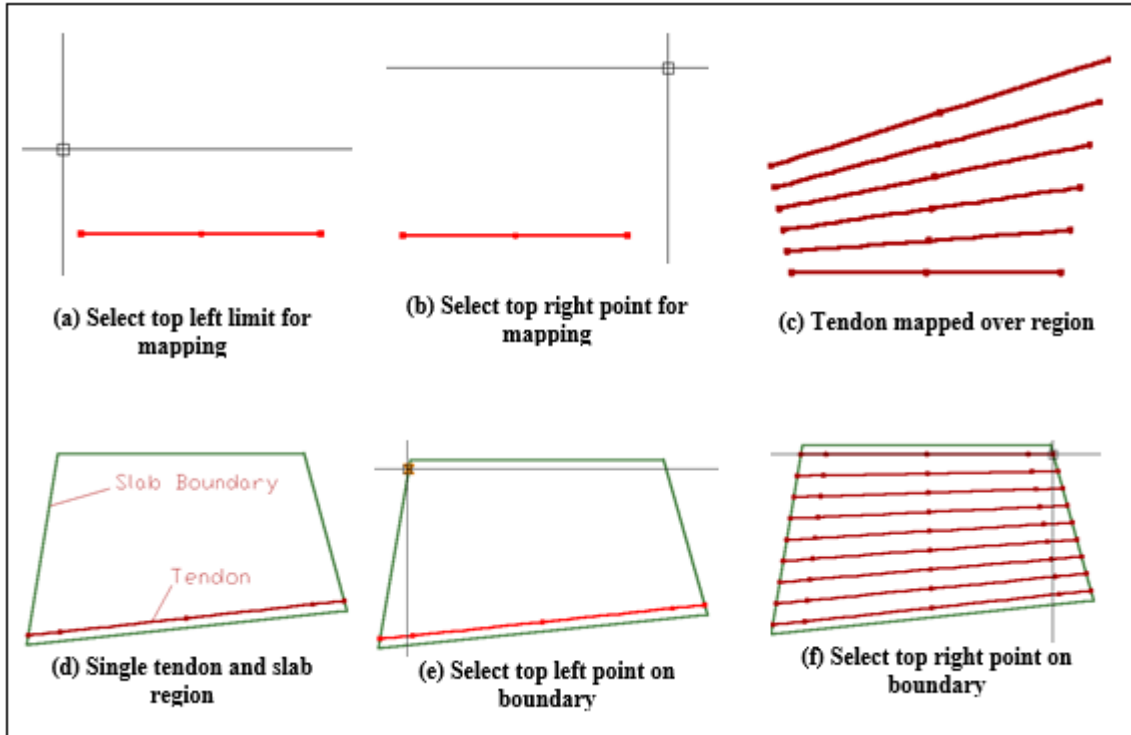 (a) Select top left limit for
mapping
(b) Select top right point for
mapping
(c) Tendon mapped over region
Slab Boundary
Tendon
(d) Single tendon and slab
region
(e) Select top left point on
boundary
(f) Select top right point on
boundary